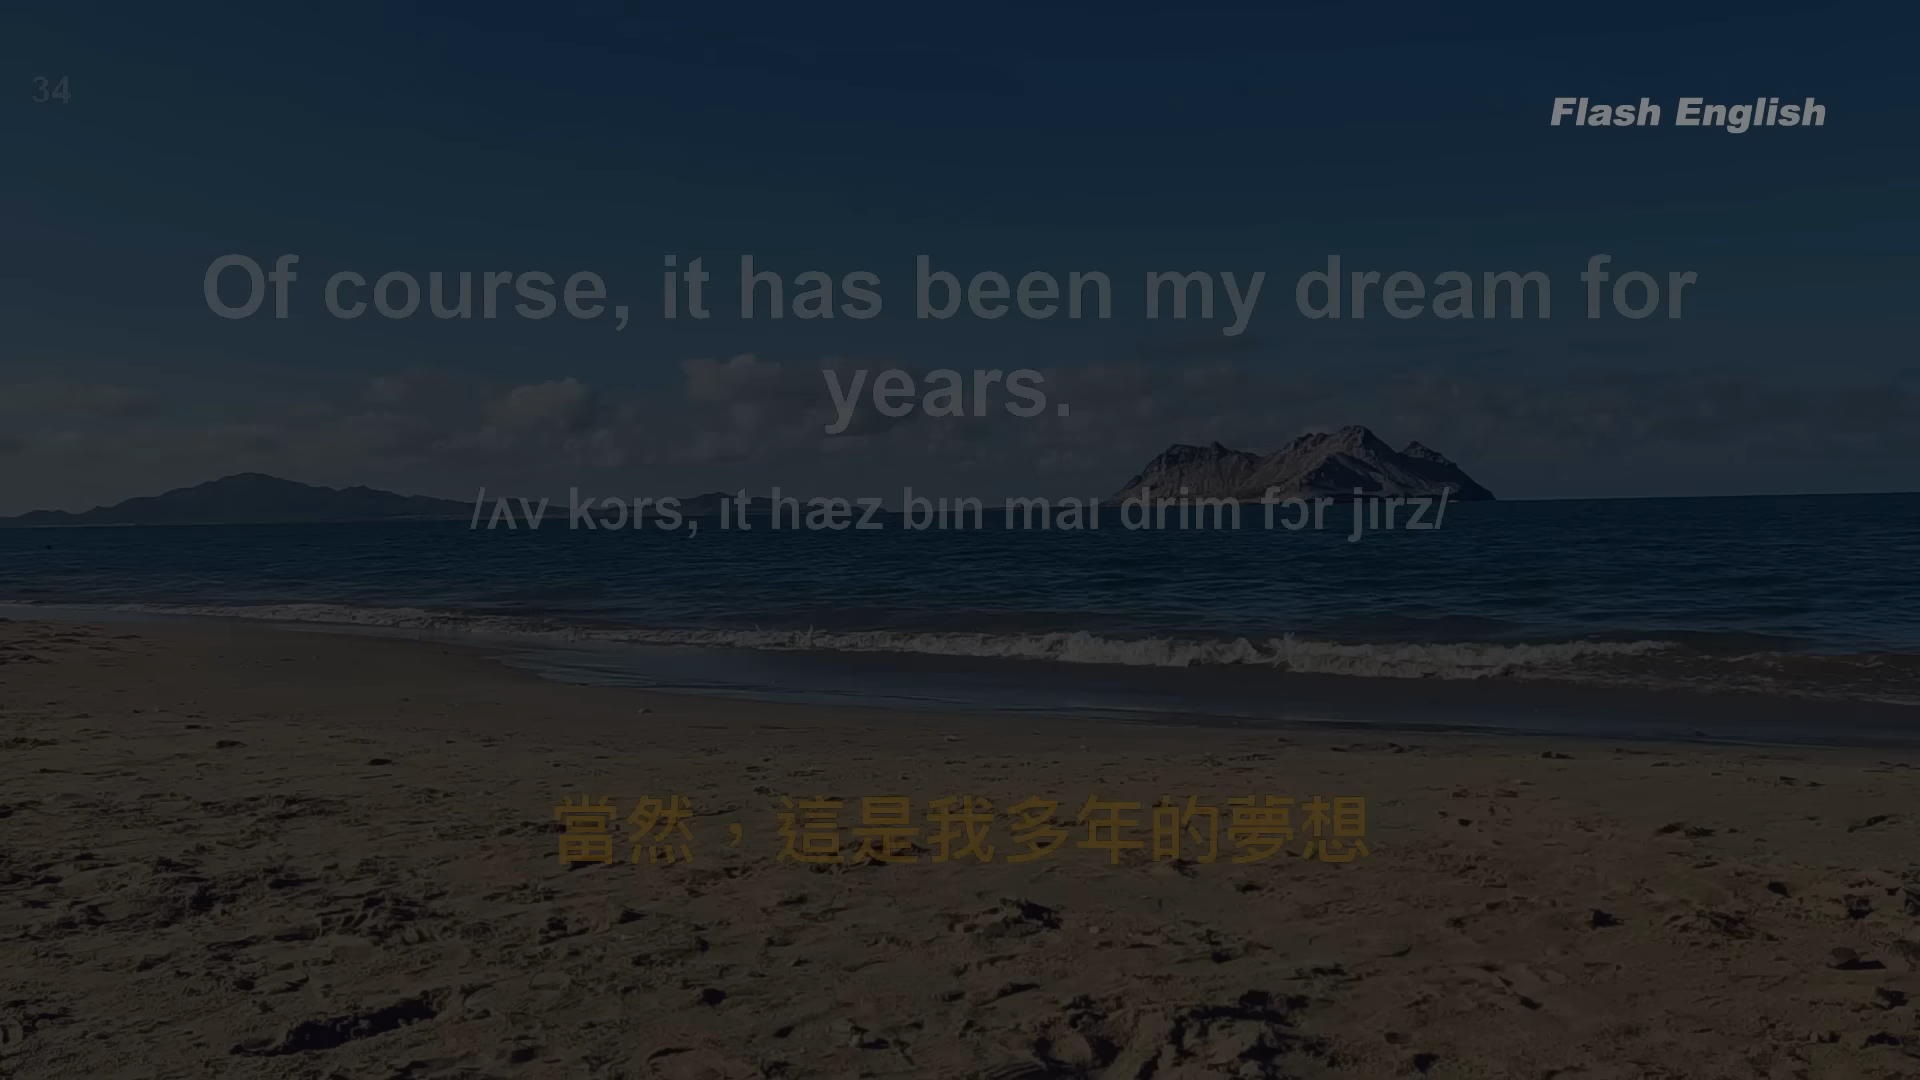 34
Flash English
Of course, it has been my dream for
years.
/ʌv kɔrs, ɪt hæz bɪn maɪ drim fɔr jɪrz/
當然，這是我多年的夢想